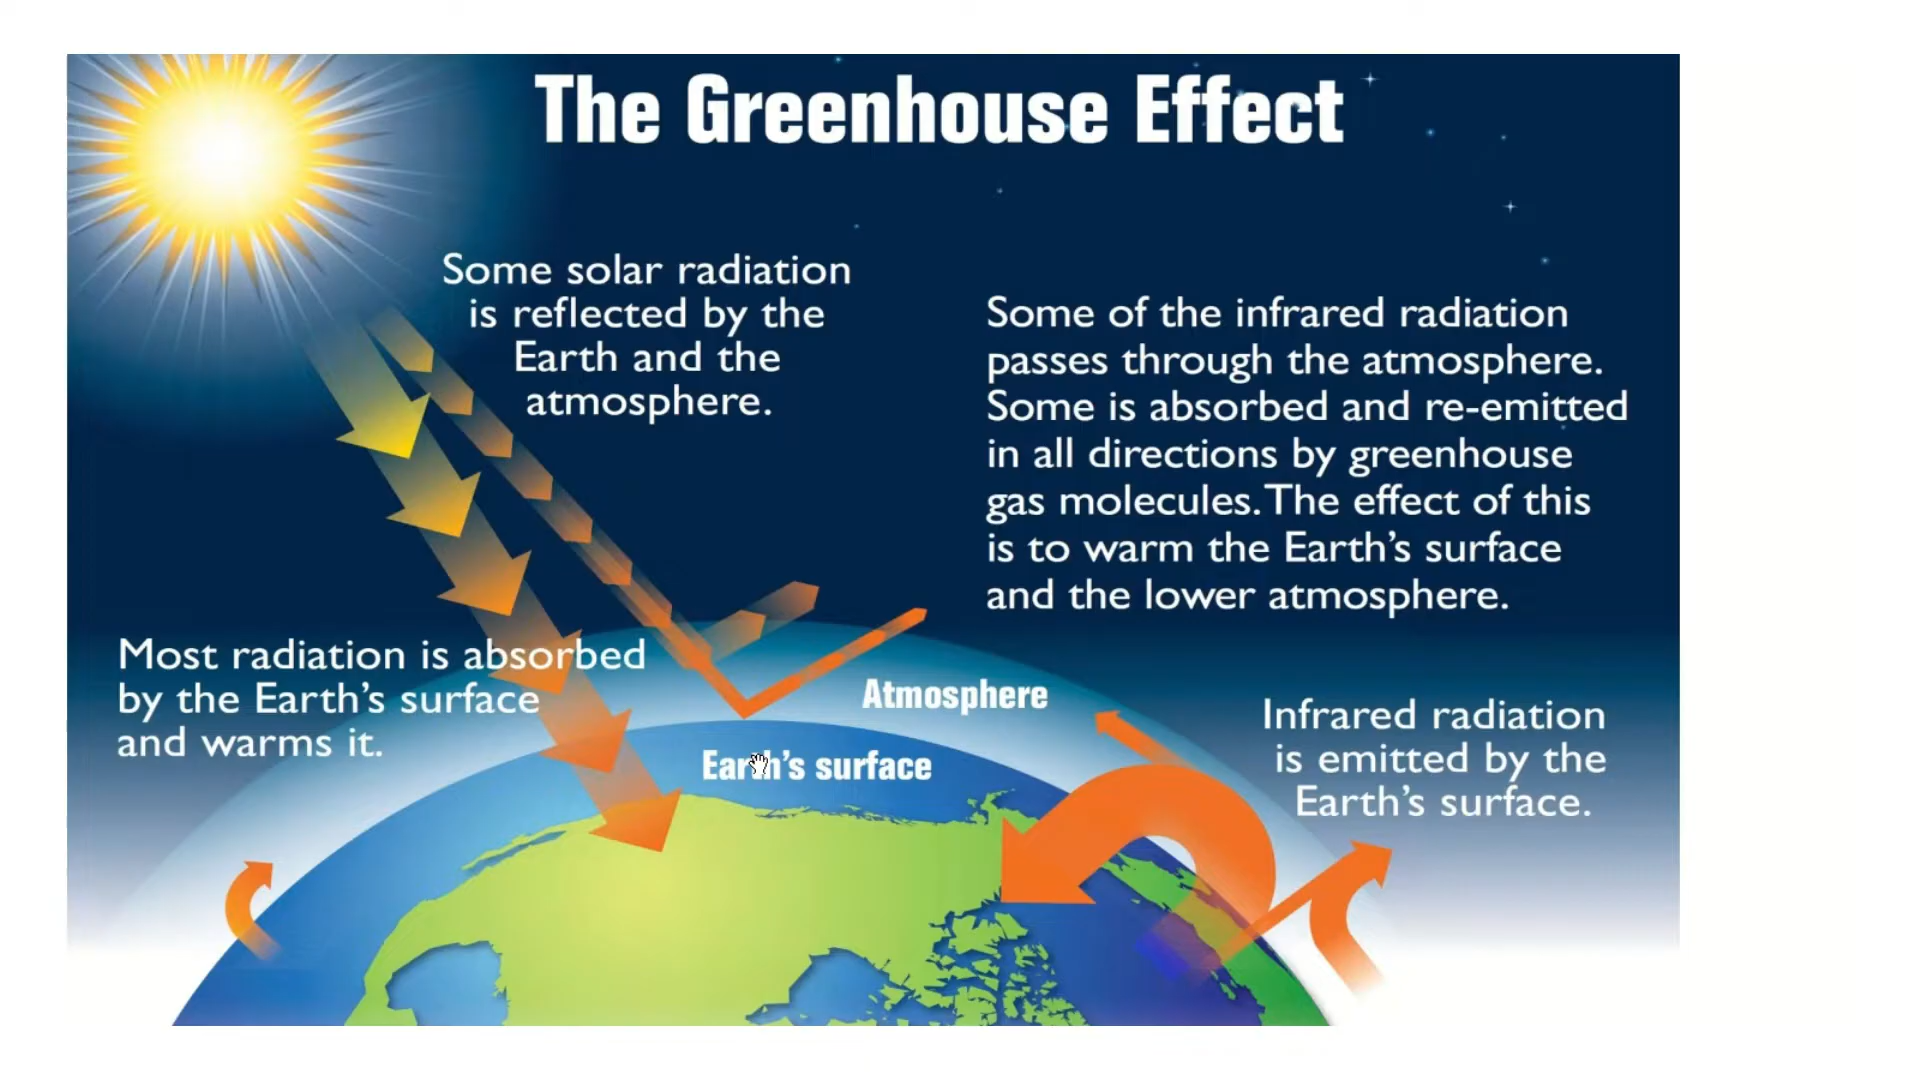 The Greenhouse Effect
Some solar radiation
is reflected by the
Earth and the
atmosphere.
Some of the infrared radiation
passes through the atmosphere.
Some is absorbed and re-emitted
in all directions by greenhouse
gas molecules. The effect of this
is to warm the Earth's surface
and the lower atmosphere.
Most radiation is absorbed
by the Earth's surface
and warms it.
Atmosphere
Earth's surface
Infrared radiation
is emitted by the
Earth's surface.